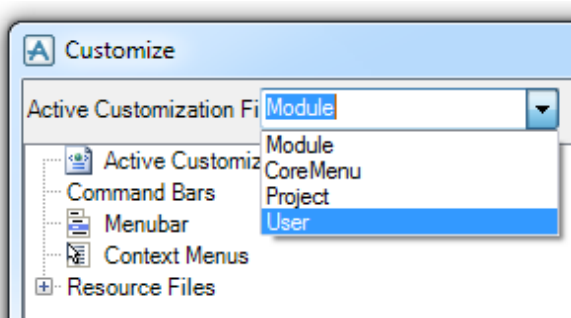 Customize
Active Customization Fi Module
Module
CoreMenu
Project
User
Active Customiz
Command Bars
Menubar
Context Menus
Resource Files